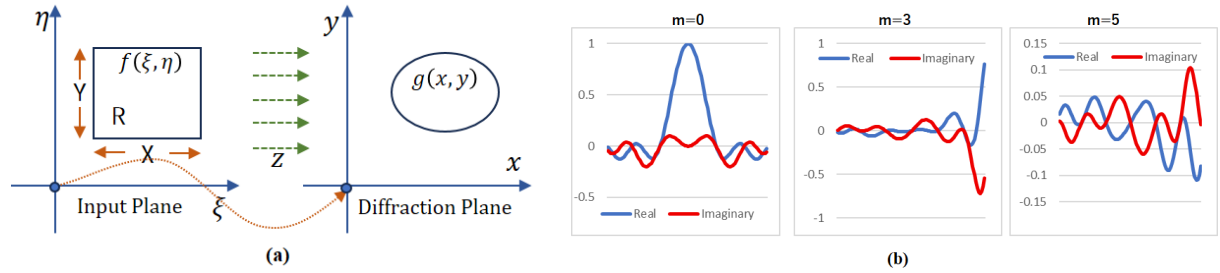 η
f(ξ,η)
Y
R
X
ξ
Input Plane
z
y
g(x,y)
x
Diffraction Plane
(a)
m=0
1
0.5
0
-0.5
Real
Imaginary
m=3
1
Real
Imaginary
0.5
0
-0.5
-1
m=5
0.15
Real
Imaginary
0.1
0.05
0
-0.05
-0.1
-0.15
(b)